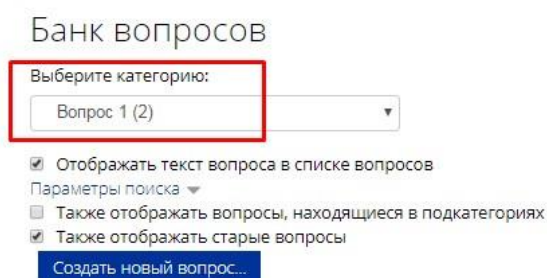 Банк вопросов
Выберите категорию:
Вопрос 1 (2)
Отображать текст вопроса в списке вопросов
Параметры поиска
Также отображать вопросы, находящиеся в подкатегориях
Также отображать старые вопросы
Создать новый вопрос...